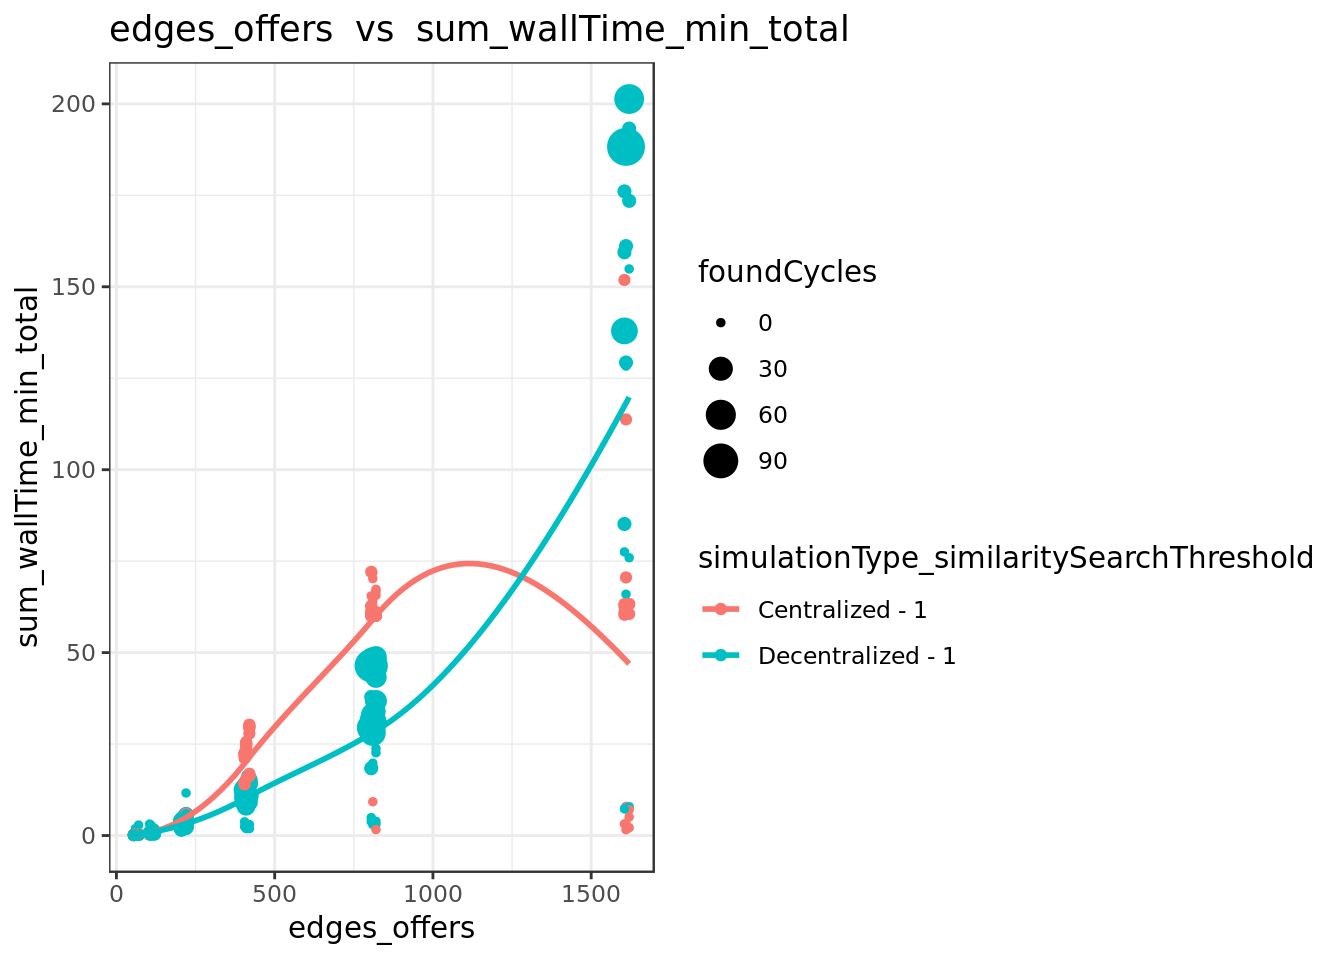 edges_offers vs sum_wallTime_min_total
200
150
100
50
0
sum_wallTime_min_total
0
500
1000
1500
edges_offers
foundCycles
0
30
60
90
simulationType_similaritySearchThreshold
Centralized - 1
Decentralized - 1